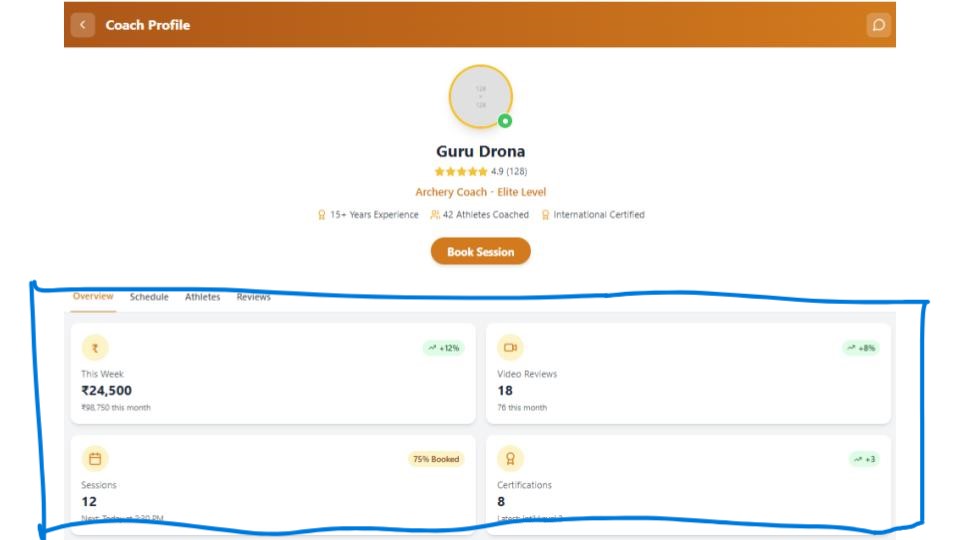 Coach Profile
128
×
128
Guru Drona
4.9 (128)
Archery Coach - Elite Level
15+ Years Experience 42 Athletes Coached International Certified
Book Session
Overview Schedule Athletes Reviews
₹ +12%
This Week
₹24,500
₹98,750 this month
+8%
Video Reviews
18
76 this month
75% Booked
Sessions
12
Next: Today at 2:30 PM
+3
Certifications
8
Latest: Int'l Level 3